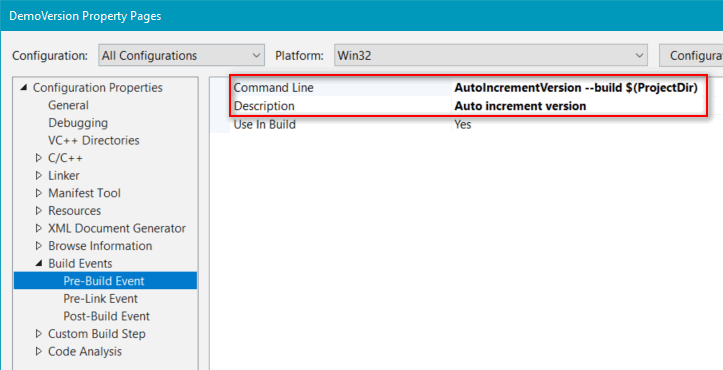 DemoVersion Property Pages
Configuration: All Configurations Platform: Win32 Configura
Configuration Properties
General
Debugging
VC++ Directories
C/C++
Linker
Manifest Tool
Resources
XML Document Generator
Browse Information
Build Events
Pre-Build Event
Pre-Link Event
Post-Build Event
Custom Build Step
Code Analysis
Command Line AutoIncrementVersion --build $(ProjectDir)
Description Auto increment version
Use In Build Yes